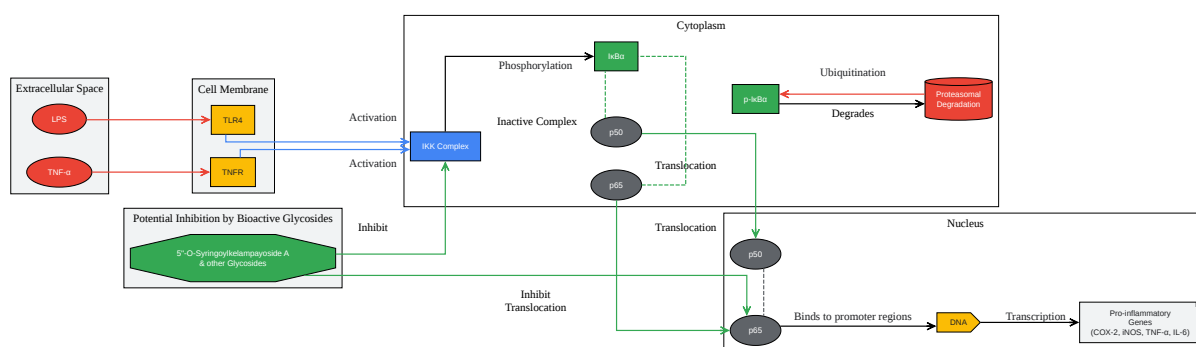 Cytoplasm
Phosphorylation
IκBα
Ubiquitination
Extracellular Space
Cell Membrane
p-IκBα
Proteasomal
Degradation
LPS
TLR4
Activation
Degrades
Inactive Complex
p50
IKK Complex
Activation
TNF-α
TNFR
Translocation
p65
Potential Inhibition by Bioactive Glycosides
Inhibit
Translocation
Nucleus
5''-O-Syringoylkelampayoside A
& other Glycosides
p50
Inhibit
Translocation
p65
Binds to promoter regions
DNA
Transcription
Pro-inflammatory
Genes
(COX-2, iNOS, TNF-α, IL-6)